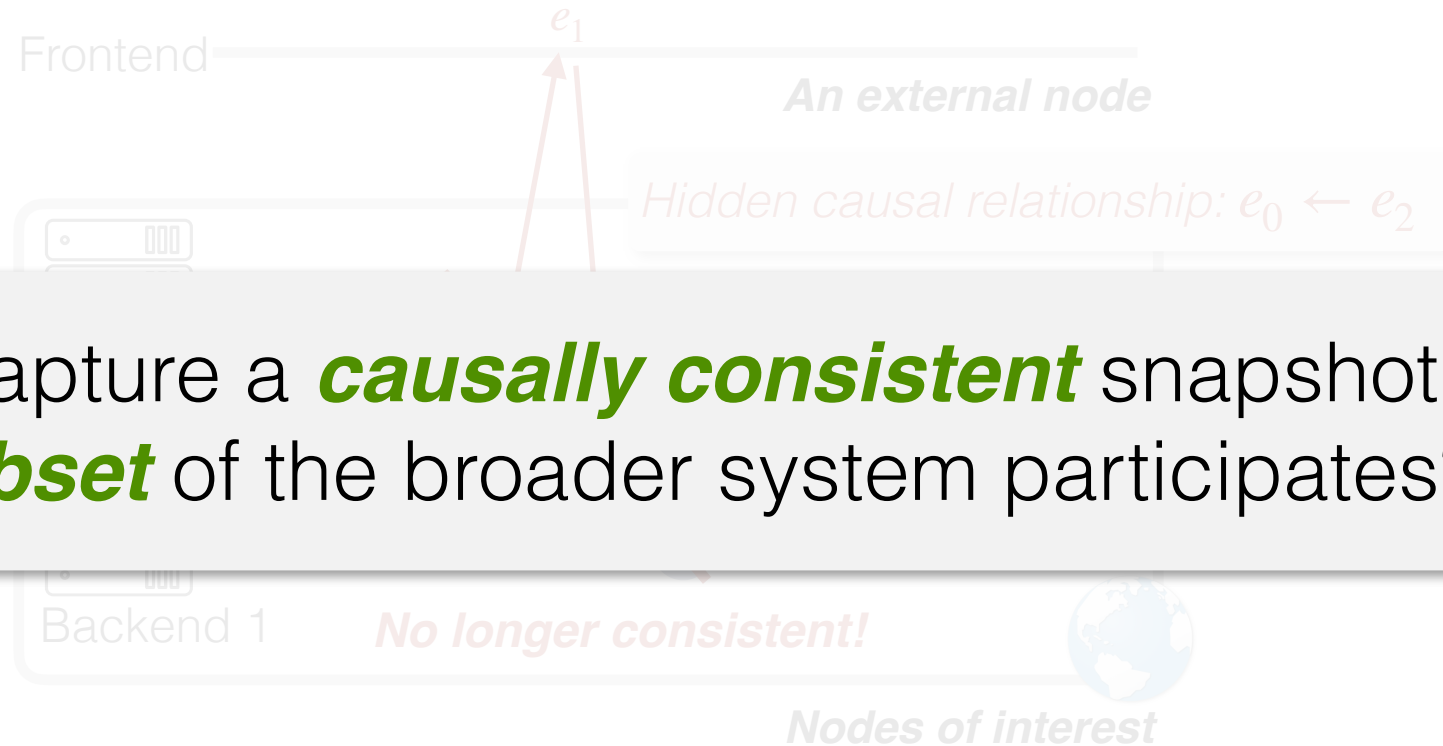 e1
Frontend
An external node
Hidden causal relationship: e0 ← e2
apture a causally consistent snapshot
bset of the broader system participates
Backend 1
No longer consistent!
Nodes of interest